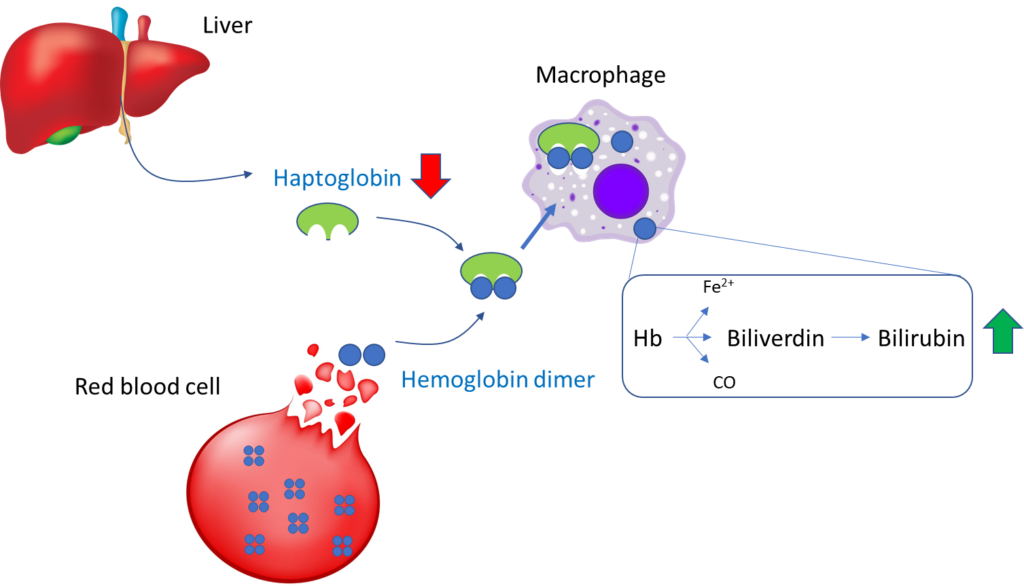 Liver
Macrophage
Haptoglobin
Fe²⁺
Hb
Biliverdin
Bilirubin
CO
Hemoglobin dimer
Red blood cell